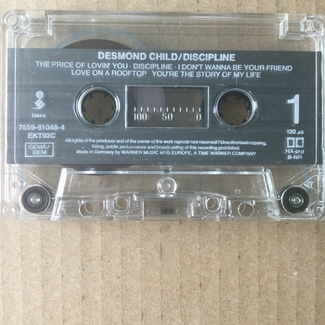 DESMOND CHILD/DISCIPLINE
THE PRICE OF LOVIN' YOU · DISCIPLINE · I DON'T WANNA BE YOUR FRIEND
LOVE ON A ROOFTOP YOU'RE THE STORY OF MY LIFE
7559-61048-4
EKT92C
GEMA/
BIEM
100 50 0
1
120 µs
HX-pro
B-NR
All rights of the producer and of the owner of the work reproduced reserved. Unauthorized copying,
hiring, public performance and broadcasting of this recording prohibited.
Made in Germany by WARNER MUSIC MFG EUROPE. A TIME WARNER COMPANY